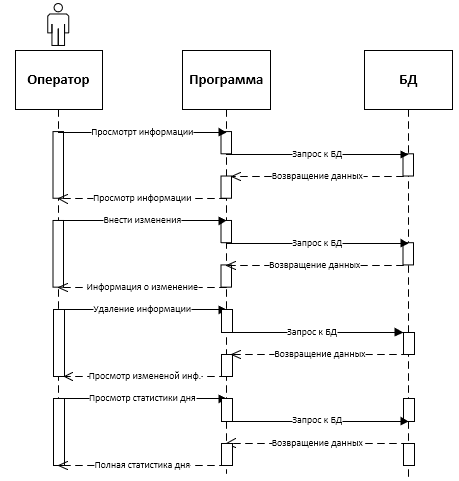 Оператор
Программа
БД
Просмотрт информации
Запрос к БД
Возвращение данных
Просмотр информации
Внести изменения
Запрос к БД
Возвращение данных
Информация о изменение
Удаление информации
Запрос к БД
Возвращение данных
Просмотр измененой инф.
Просмотр статистики дня
Запрос к БД
Возвращение данных
Полная статистика дня